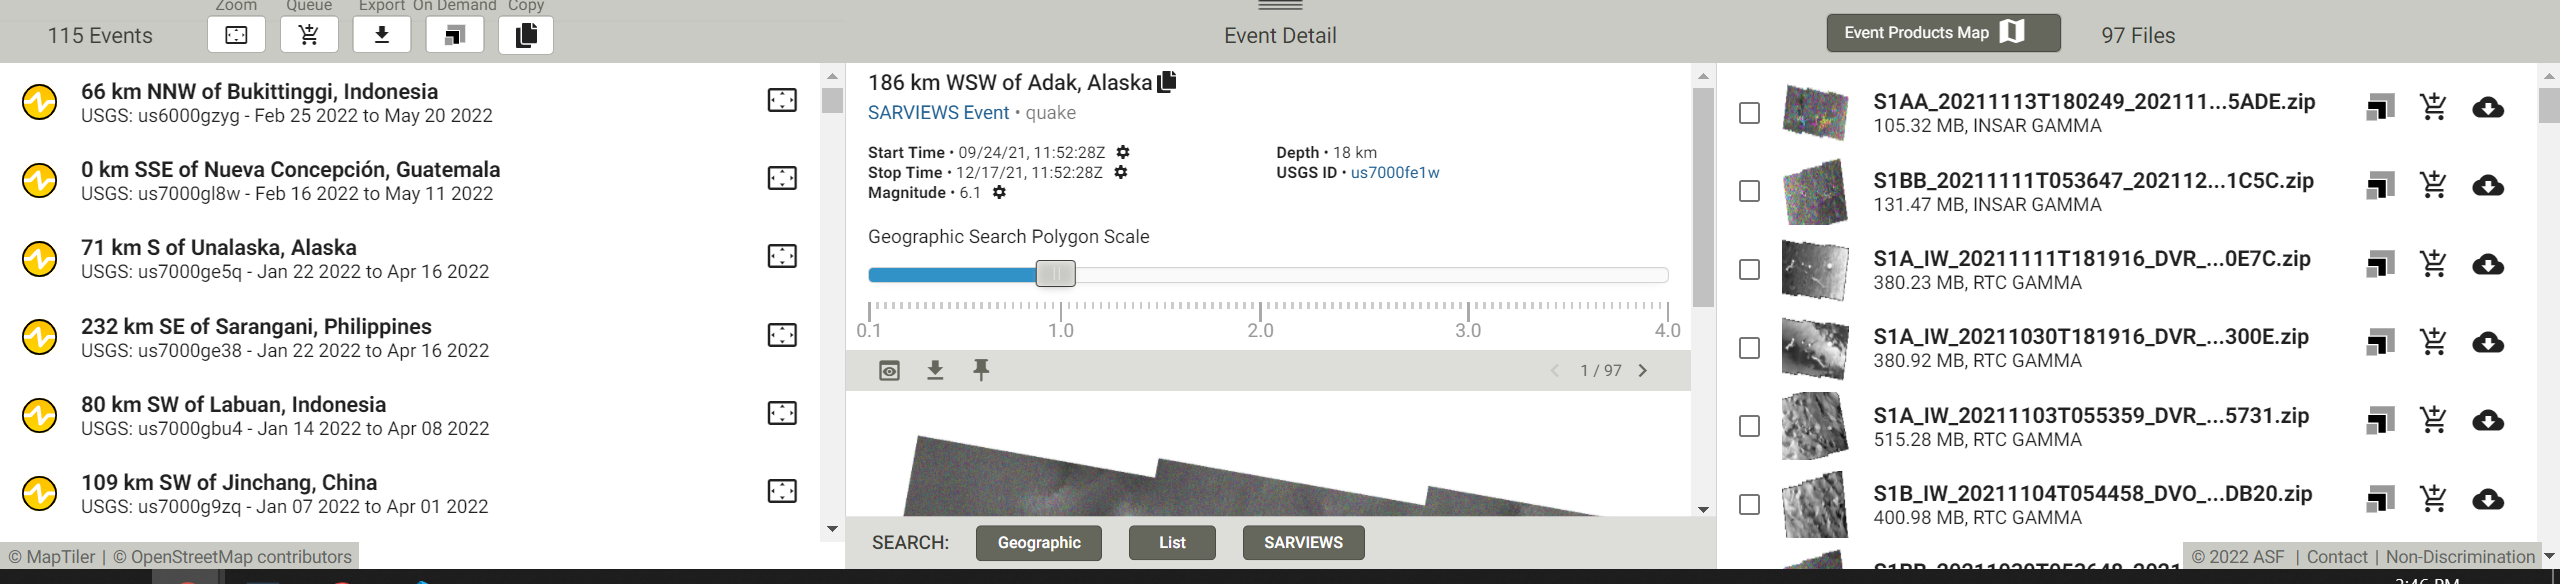 Zoom Queue Export On Demand Copy
115 Events
66 km NNW of Bukittinggi, Indonesia
USGS: us6000gzyg - Feb 25 2022 to May 20 2022
0 km SSE of Nueva Concepción, Guatemala
USGS: us7000gl8w - Feb 16 2022 to May 11 2022
71 km S of Unalaska, Alaska
USGS: us7000ge5q - Jan 22 2022 to Apr 16 2022
232 km SE of Sarangani, Philippines
USGS: us7000ge38 - Jan 22 2022 to Apr 16 2022
80 km SW of Labuan, Indonesia
USGS: us7000gbu4 - Jan 14 2022 to Apr 08 2022
109 km SW of Jinchang, China
USGS: us7000g9zq - Jan 07 2022 to Apr 01 2022
© MapTiler | © OpenStreetMap contributors
Event Detail
186 km WSW of Adak, Alaska
SARVIEWS Event • quake
Start Time • 09/24/21, 11:52:28Z
Stop Time • 12/17/21, 11:52:28Z
Magnitude • 6.1
Depth • 18 km
USGS ID • us7000fe1w
Geographic Search Polygon Scale
0.1 1.0 2.0 3.0 4.0
1 / 97
SEARCH: Geographic List SARVIEWS
Event Products Map
97 Files
S1AA_20211113T180249_202111...5ADE.zip
105.32 MB, INSAR GAMMA
S1BB_20211111T053647_202112...1C5C.zip
131.47 MB, INSAR GAMMA
S1A_IW_20211111T181916_DVR_...0E7C.zip
380.23 MB, RTC GAMMA
S1A_IW_20211030T181916_DVR_...300E.zip
380.92 MB, RTC GAMMA
S1A_IW_20211103T055359_DVR_...5731.zip
515.28 MB, RTC GAMMA
S1B_IW_20211104T054458_DVO_...DB20.zip
400.98 MB, RTC GAMMA
© 2022 ASF | Contact | Non-Discrimination